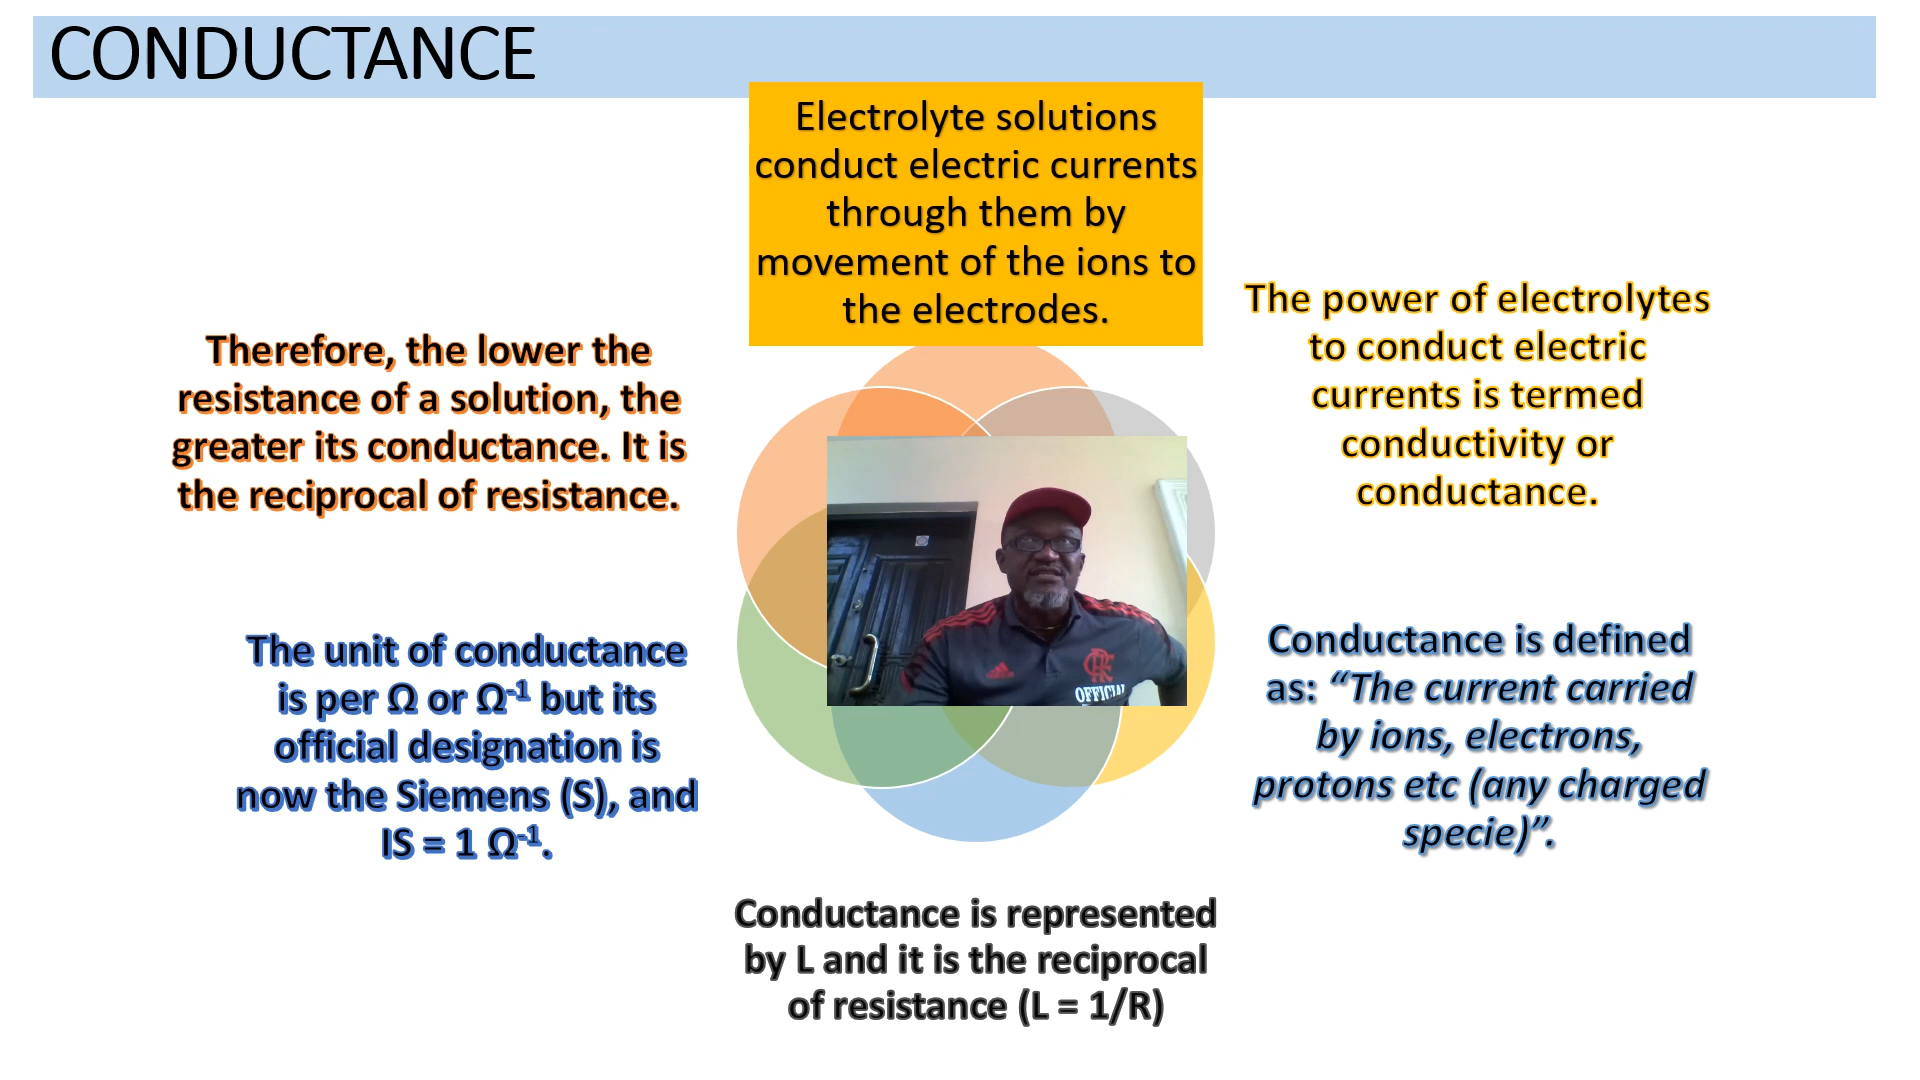 CONDUCTANCE
Electrolyte solutions
conduct electric currents
through them by
movement of the ions to
the electrodes.
The power of electrolytes
to conduct electric
currents is termed
conductivity or
conductance.
Conductance is defined
as: “The current carried
by ions, electrons,
protons etc (any charged
specie)”.
Conductance is represented
by L and it is the reciprocal
of resistance (L = 1/R)
The unit of conductance
is per Ω or Ω⁻¹ but its
official designation is
now the Siemens (S), and
IS = 1 Ω⁻¹.
Therefore, the lower the
resistance of a solution, the
greater its conductance. It is
the reciprocal of resistance.
OFFICIAL